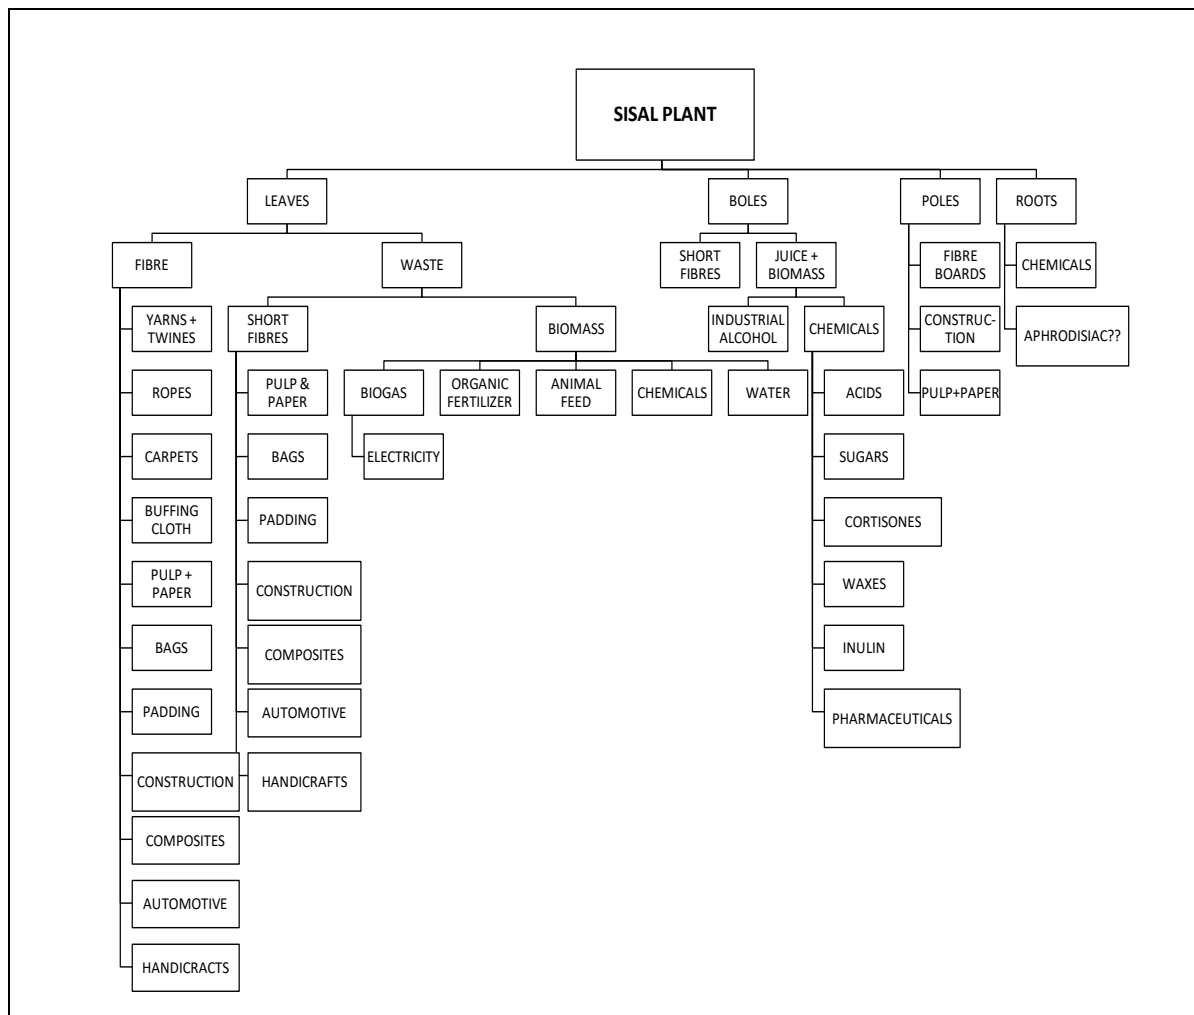 SISAL PLANT
LEAVES
BOLES
POLES
ROOTS
FIBRE
WASTE
SHORT
FIBRES
JUICE +
BIOMASS
FIBRE
BOARDS
CHEMICALS
YARNS +
TWINES
SHORT
FIBRES
BIOMASS
INDUSTRIAL
ALCOHOL
CHEMICALS
CONSTRUC-
TION
APHRODISIAC??
ROPES
PULP &
PAPER
BIOGAS
ORGANIC
FERTILIZER
ANIMAL
FEED
CHEMICALS
WATER
ACIDS
PULP+PAPER
CARPETS
BAGS
ELECTRICITY
SUGARS
BUFFING
CLOTH
PADDING
CORTISONES
PULP +
PAPER
CONSTRUCTION
WAXES
BAGS
COMPOSITES
INULIN
PADDING
AUTOMOTIVE
PHARMACEUTICALS
CONSTRUCTION
HANDICRAFTS
COMPOSITES
AUTOMOTIVE
HANDICRACTS